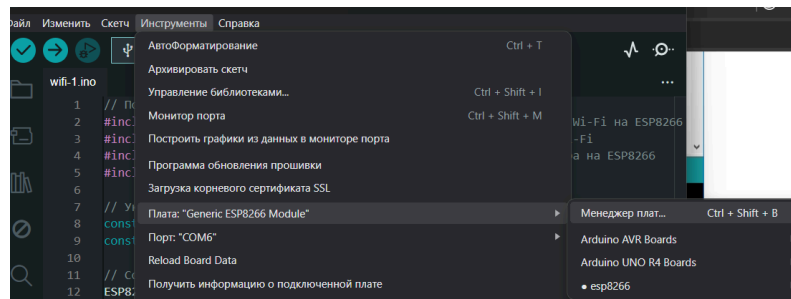 Файл Изменить Скетч Инструменты Справка
АвтоФорматирование Ctrl + T
Архивировать скетч
Управление библиотеками... Ctrl + Shift + I
Монитор порта Ctrl + Shift + M
Построить графики из данных в мониторе порта
Программа обновления прошивки
Загрузка корневого сертификата SSL
Плата: "Generic ESP8266 Module"
Порт: "COM6"
Reload Board Data
Получить информацию о подключенной плате
Менеджер плат... Ctrl + Shift + B
Arduino AVR Boards
Arduino UNO R4 Boards
esp8266
wifi-1.ino
1 //
2 #incl Wi-Fi на ESP8266
3 #incl -Fi
4 #incl а на ESP8266
5 #incl
6
7 //
8 const
9 const
10
11 // Со
12 ESP82